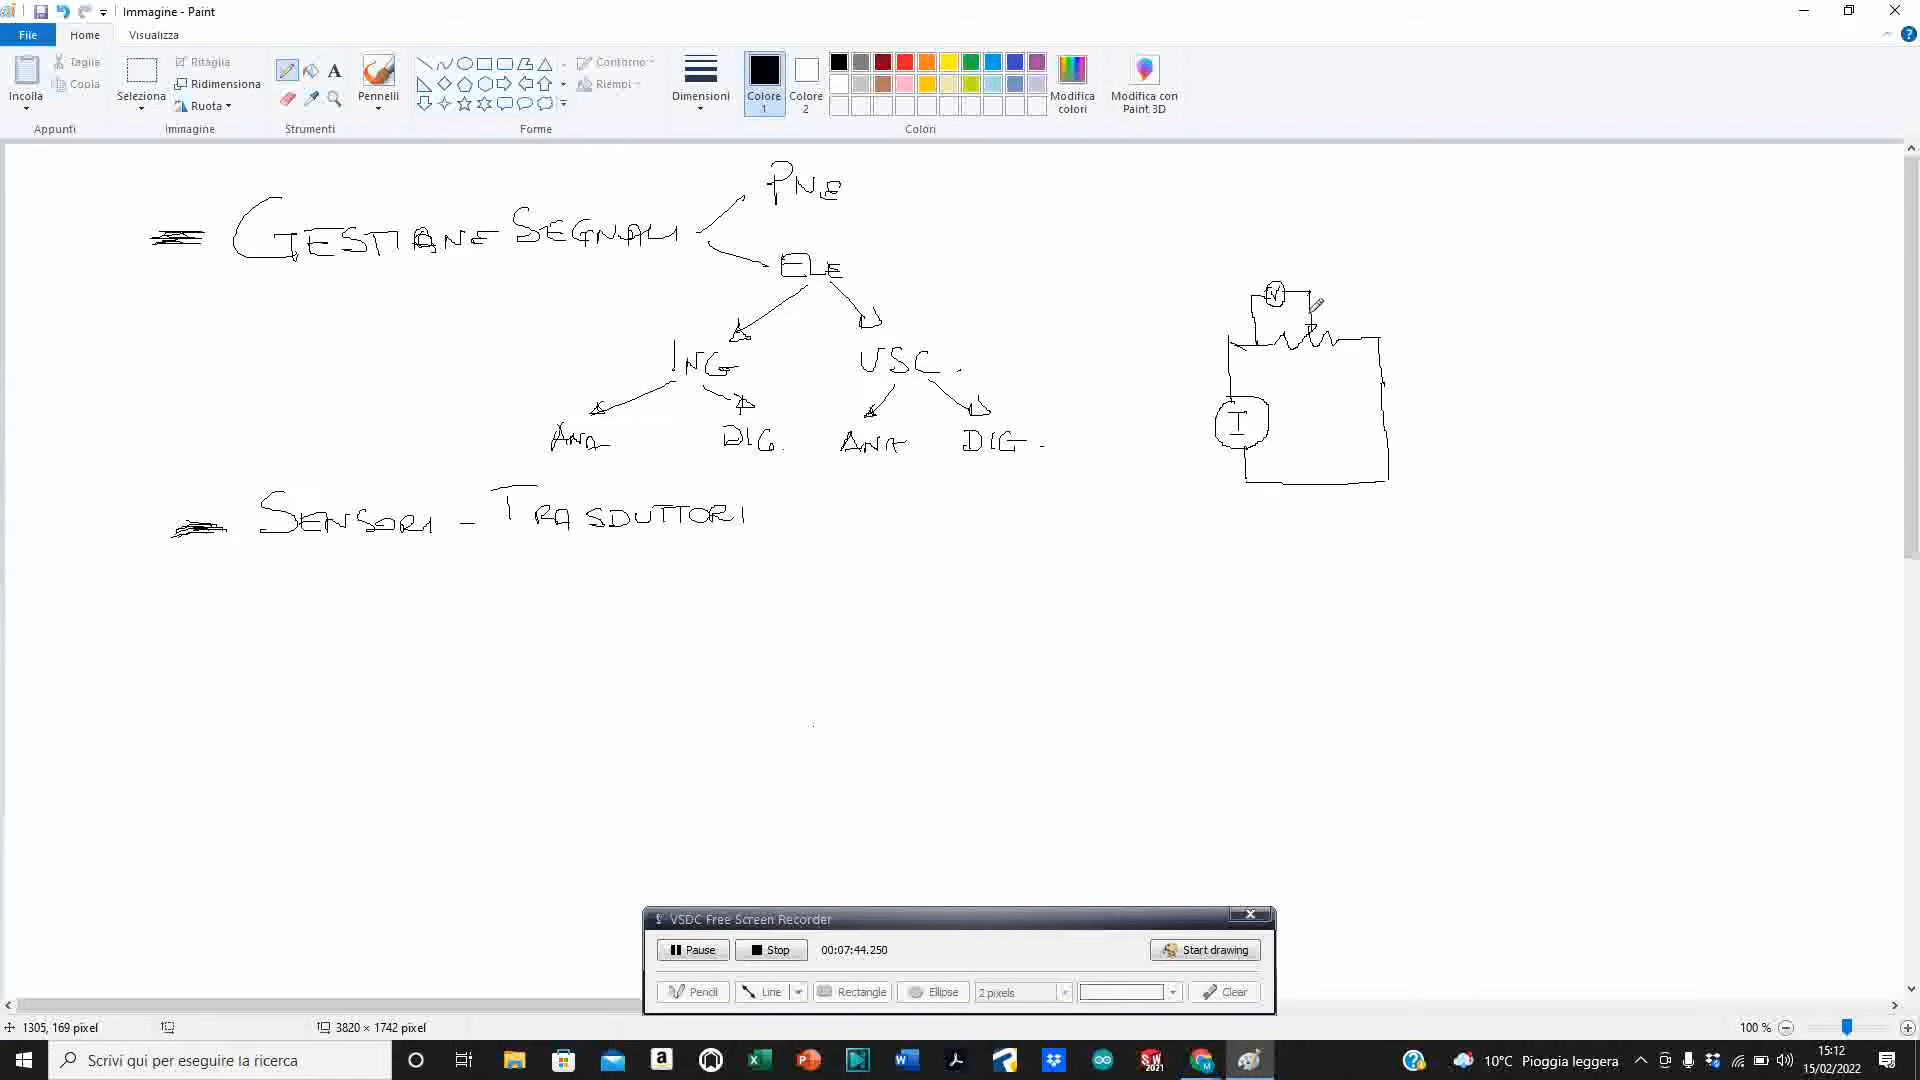 Immagine - Paint
File Home Visualizza
Incolla Taglia Copia Appunti
Seleziona Ritaglia Ridimensiona Ruota Immagine
Strumenti
Pennelli
Forme
Contorno Riempi
Dimensioni
Colore 1
Colore 2
Colori
Modifica colori
Modifica con Paint 3D
PNE
GESTIONE SEGNALI
ELE
V
ING USC.
I
ANA DIG. ANA DIG.
SENSORI - TRASDUTTORI
VSDC Free Screen Recorder
Pause Stop 00:07:44.250 Start drawing
Pencil Line Rectangle Ellipse 2 pixels Clear
1305, 169 pixel 3820 × 1742 pixel 100 %
Scrivi qui per eseguire la ricerca
SW 2021
10°C Pioggia leggera
15:12
15/02/2022